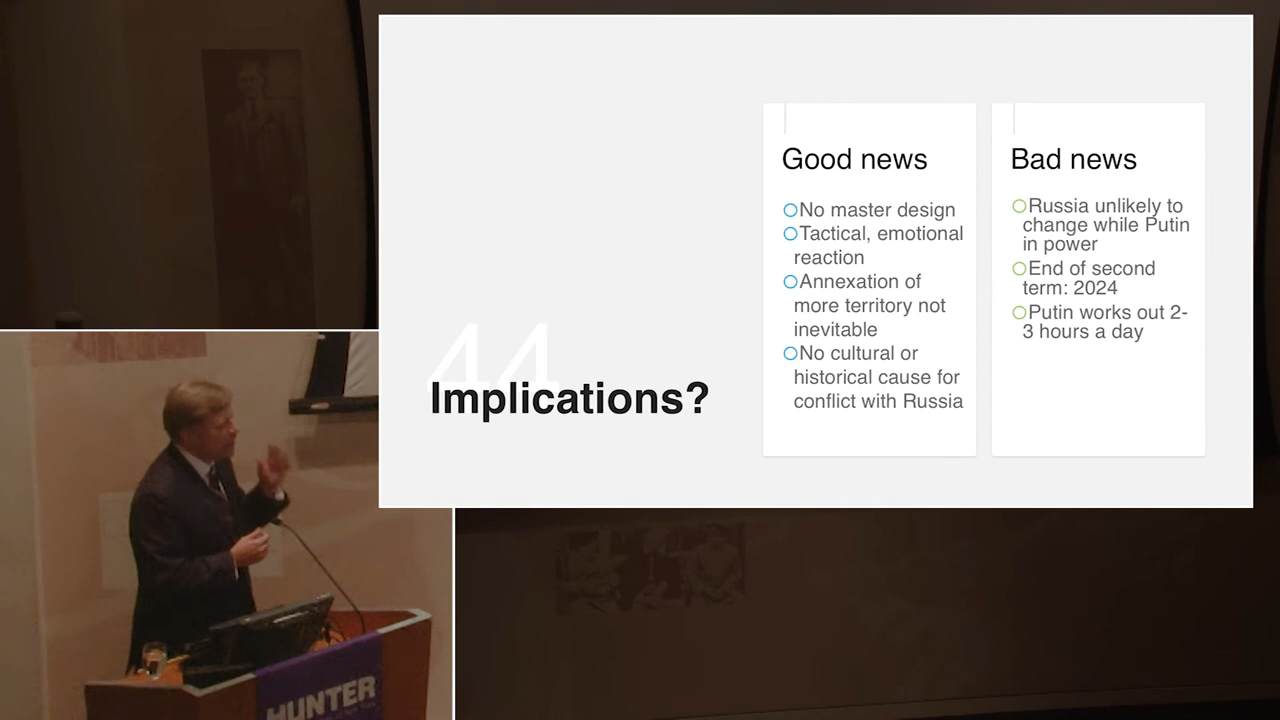 44
Implications?
Good news
No master design
Tactical, emotional
reaction
Annexation of
more territory not
inevitable
No cultural or
historical cause for
conflict with Russia
Bad news
Russia unlikely to
change while Putin
in power
End of second
term: 2024
Putin works out 2-
3 hours a day
HUNTER